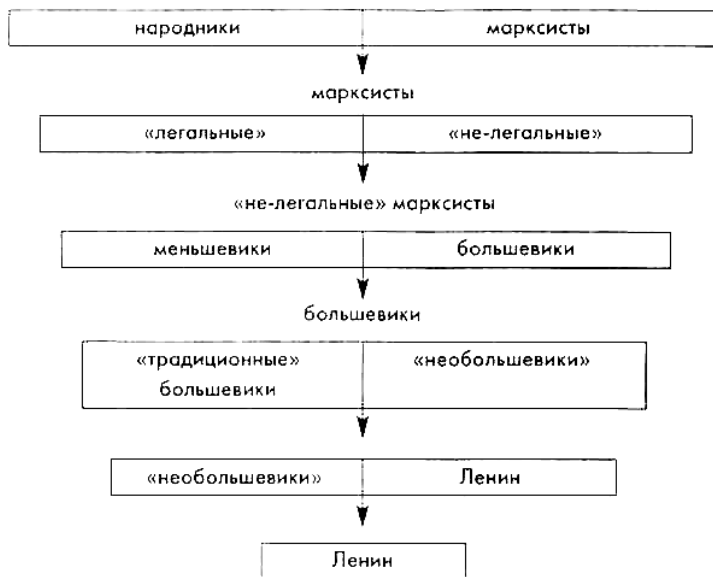 народники марксисты
марксисты
«легальные» «не-легальные»
«не-легальные» марксисты
меньшевики большевики
большевики
«традиционные» «необольшевики»
большевики
«необольшевики» Ленин
Ленин